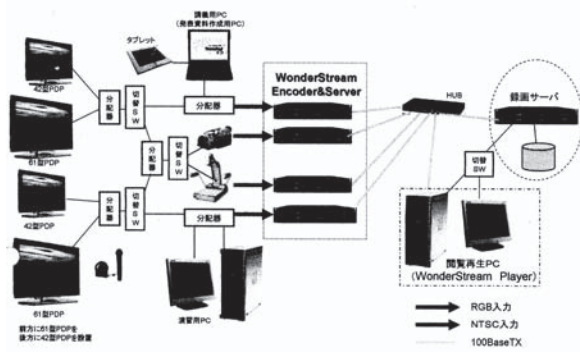 講義用PC
(発表資料作成用PC)
タブレット
42型PDP
分配器
切替SW
分配器
WonderStream
Encoder&Server
HUB
録画サーバ
61型PDP
分配器
切替SW
切替SW
42型PDP
分配器
切替SW
分配器
閲覧再生PC
(WonderStream Player)
61型PDP
演習用PC
前方に61型PDPを
後方に42型PDPを設置
RGB入力
NTSC入力
100BaseTX